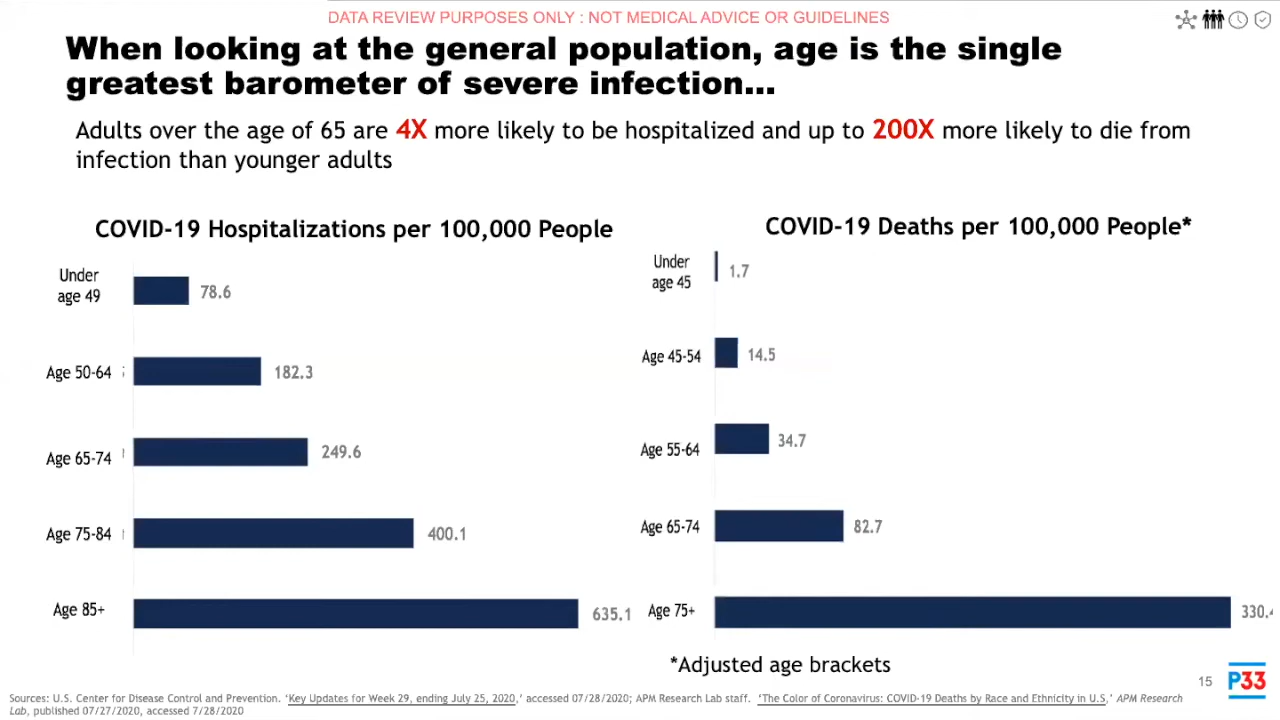 DATA REVIEW PURPOSES ONLY : NOT MEDICAL ADVICE OR GUIDELINES
When looking at the general population, age is the single
greatest barometer of severe infection...
Adults over the age of 65 are 4X more likely to be hospitalized and up to 200X more likely to die from
infection than younger adults
COVID-19 Hospitalizations per 100,000 People
Under
age 49
78.6
Age 50-64
182.3
Age 65-74
249.6
Age 75-84
400.1
Age 85+
635.1
COVID-19 Deaths per 100,000 People*
Under
age 45
1.7
Age 45-54
14.5
Age 55-64
34.7
Age 65-74
82.7
Age 75+
330.4
*Adjusted age brackets
Sources: U.S. Center for Disease Control and Prevention. ‘Key Updates for Week 29, ending July 25, 2020,’ accessed 07/28/2020; APM Research Lab staff. ‘The Color of Coronavirus: COVID-19 Deaths by Race and Ethnicity in U.S,’ APM Research
Lab, published 07/27/2020, accessed 7/28/2020
15
P33